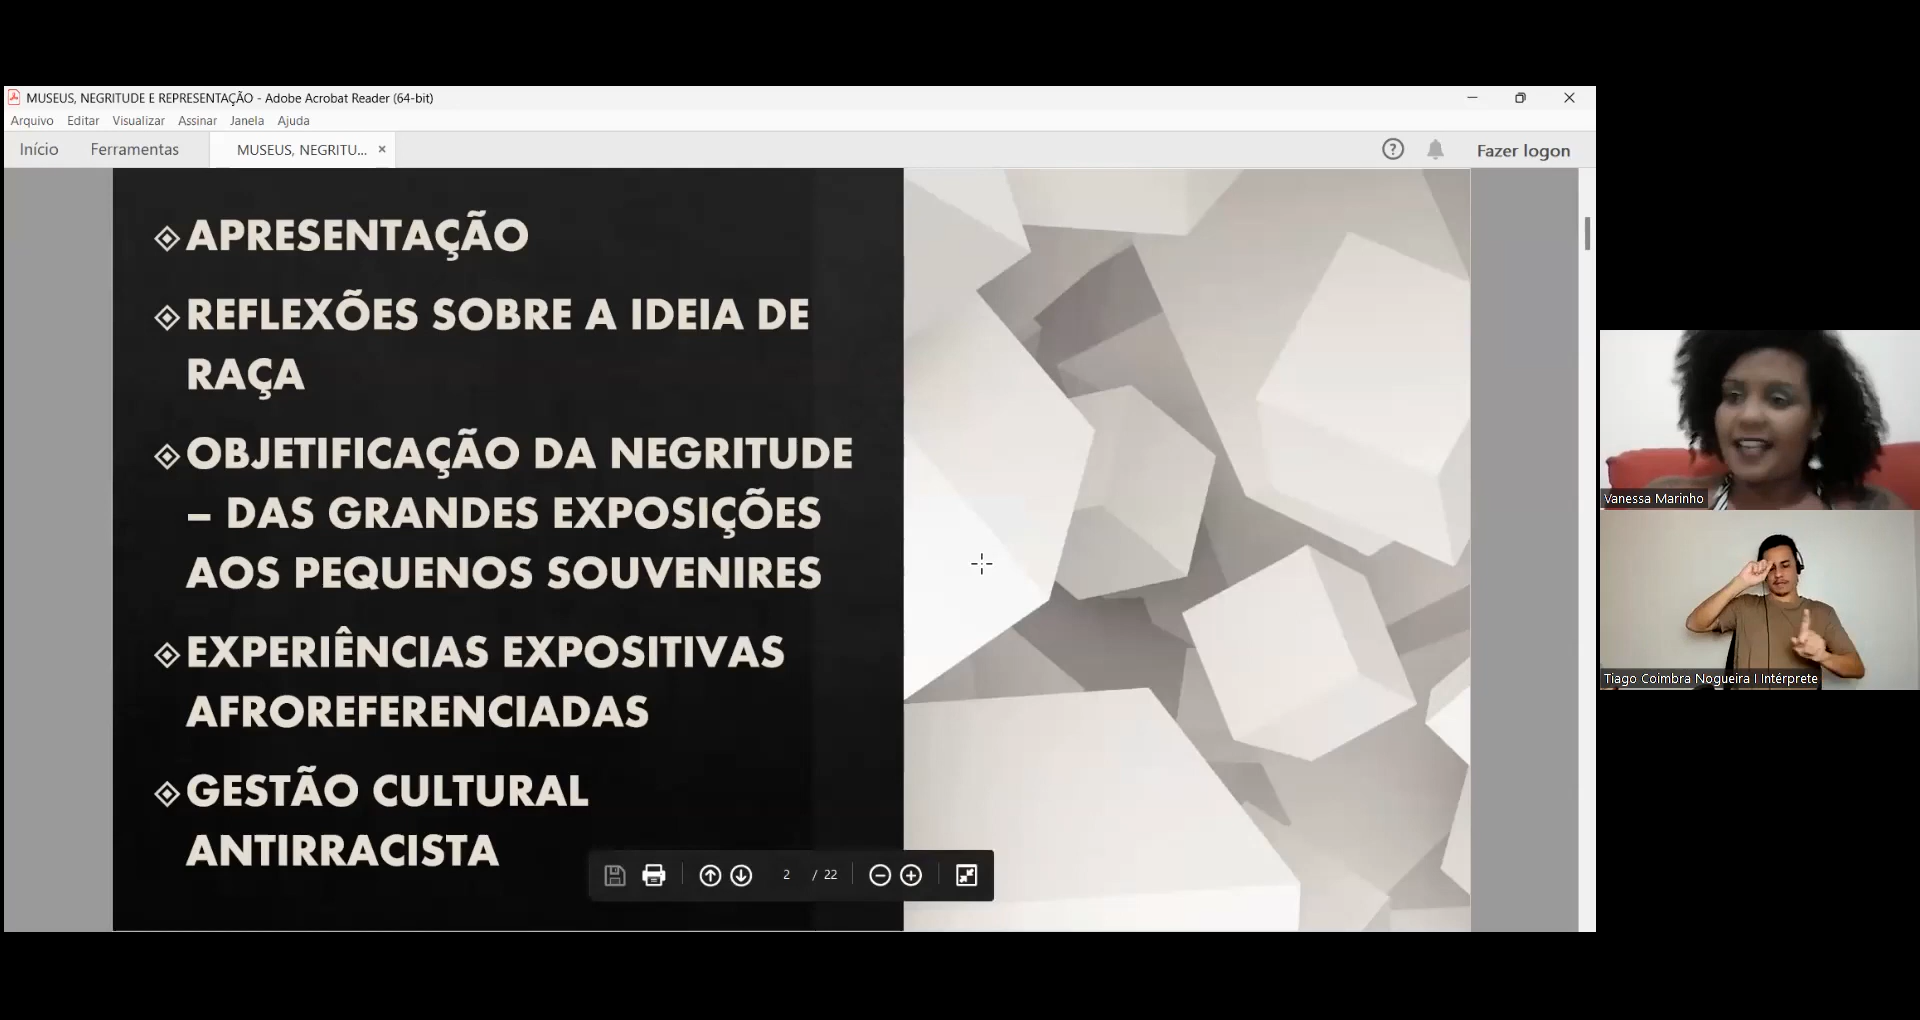 MUSEUS, NEGRITUDE E REPRESENTAÇÃO - Adobe Acrobat Reader (64-bit)
Arquivo Editar Visualizar Assinar Janela Ajuda
Início Ferramentas MUSEUS, NEGRITU... × ? Fazer logon
APRESENTAÇÃO
REFLEXÕES SOBRE A IDEIA DE
RAÇA
OBJETIFICAÇÃO DA NEGRITUDE
– DAS GRANDES EXPOSIÇÕES
AOS PEQUENOS SOUVENIRES
EXPERIÊNCIAS EXPOSITIVAS
AFROREFERENCIADAS
GESTÃO CULTURAL
ANTIRRACISTA
2 / 22
Vanessa Marinho
Tiago Coimbra Nogueira I Intérprete